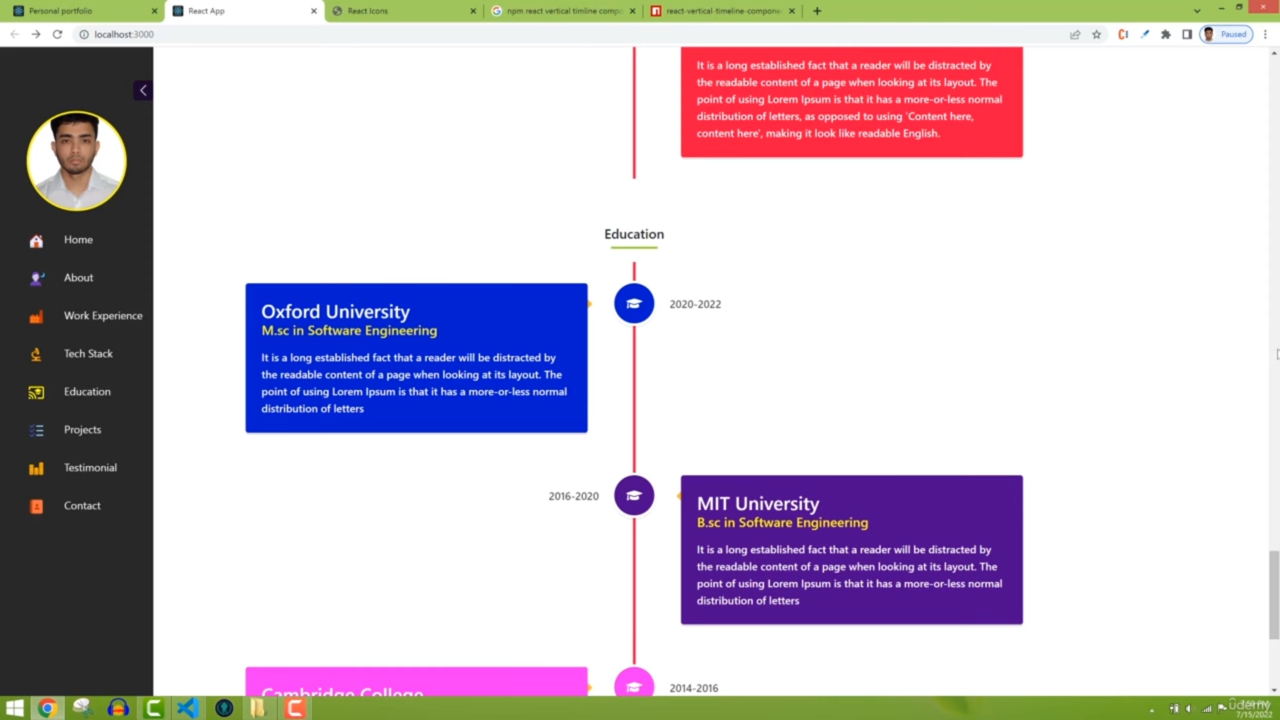 Personal portfolio
React App
React Icons
npm react vertical timline compo
react-vertical-timeline-compone
localhost:3000
Paused
It is a long established fact that a reader will be distracted by
the readable content of a page when looking at its layout. The
point of using Lorem Ipsum is that it has a more-or-less normal
distribution of letters, as opposed to using 'Content here,
content here', making it look like readable English.
Home
About
Work Experience
Tech Stack
Education
Projects
Testimonial
Contact
Education
Oxford University
M.sc in Software Engineering
It is a long established fact that a reader will be distracted by
the readable content of a page when looking at its layout. The
point of using Lorem Ipsum is that it has a more-or-less normal
distribution of letters
2020-2022
2016-2020
MIT University
B.sc in Software Engineering
It is a long established fact that a reader will be distracted by
the readable content of a page when looking at its layout. The
point of using Lorem Ipsum is that it has a more-or-less normal
distribution of letters
Cambridge College
2014-2016
udemy
7/15/2022